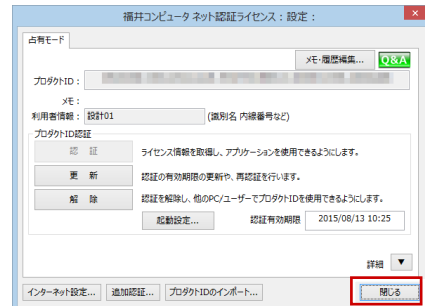 福井コンピュータ ネット認証ライセンス：設定：
占有モード
メモ・履歴編集... Q&A
プロダクトID：
メモ：
利用者情報： 設計01 (識別名 内線番号など)
プロダクトID認証
認 証 ライセンス情報を取得し、アプリケーションを使用できるようにします。
更 新 認証の有効期限の更新や、再認証を行います。
解 除 認証を解除し、他のPC/ユーザーでプロダクトIDを使用できるようにします。
起動設定... 認証有効期限 2015/08/13 10:25
詳細 ▼
インターネット設定... 追加認証... プロダクトIDのインポート... 閉じる